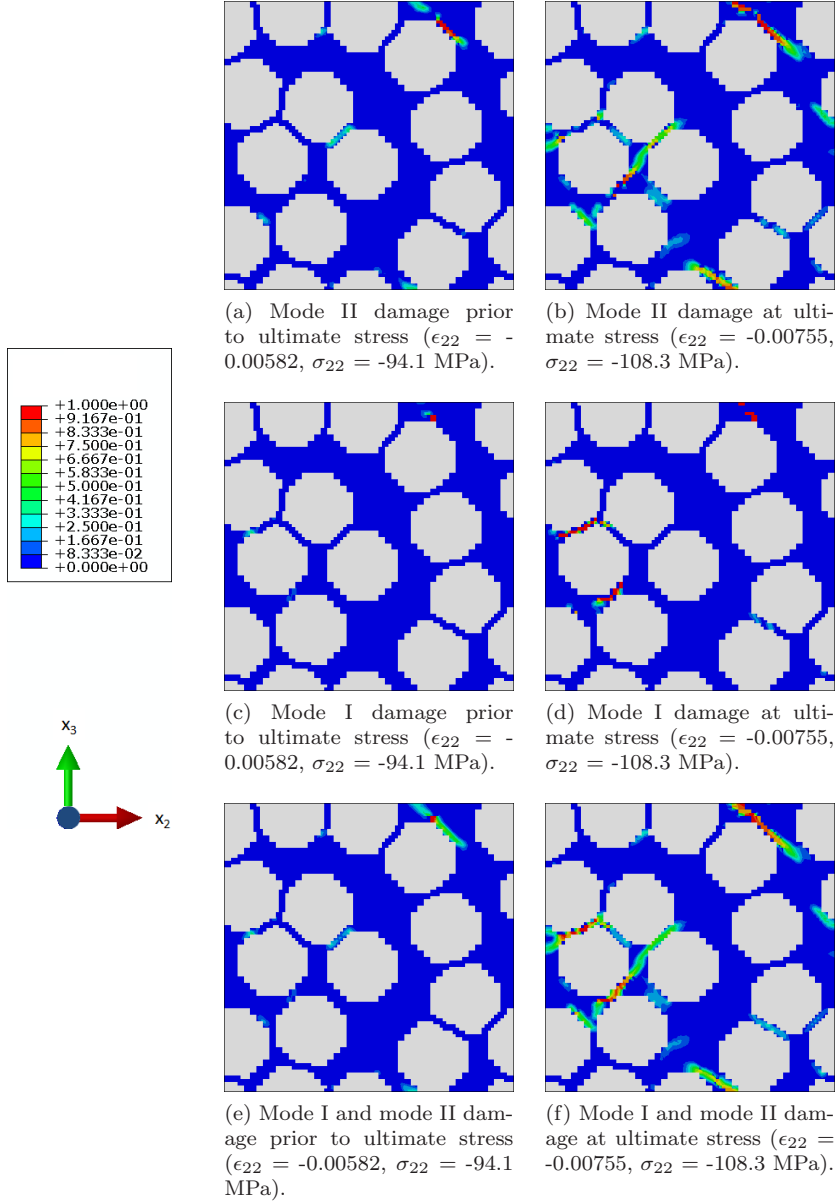 (a) Mode II damage prior
to ultimate stress (ϵ22 = -
0.00582, σ22 = -94.1 MPa).
(b) Mode II damage at ulti-
mate stress (ϵ22 = -0.00755,
σ22 = -108.3 MPa).
+1.000e+00
+9.167e-01
+8.333e-01
+7.500e-01
+6.667e-01
+5.833e-01
+5.000e-01
+4.167e-01
+3.333e-01
+2.500e-01
+1.667e-01
+8.333e-02
+0.000e+00
(c) Mode I damage prior
to ultimate stress (ϵ22 = -
0.00582, σ22 = -94.1 MPa).
(d) Mode I damage at ulti-
mate stress (ϵ22 = -0.00755,
σ22 = -108.3 MPa).
x3
x2
(e) Mode I and mode II dam-
age prior to ultimate stress
(ϵ22 = -0.00582, σ22 = -94.1
MPa).
(f) Mode I and mode II dam-
age at ultimate stress (ϵ22 =
-0.00755, σ22 = -108.3 MPa).